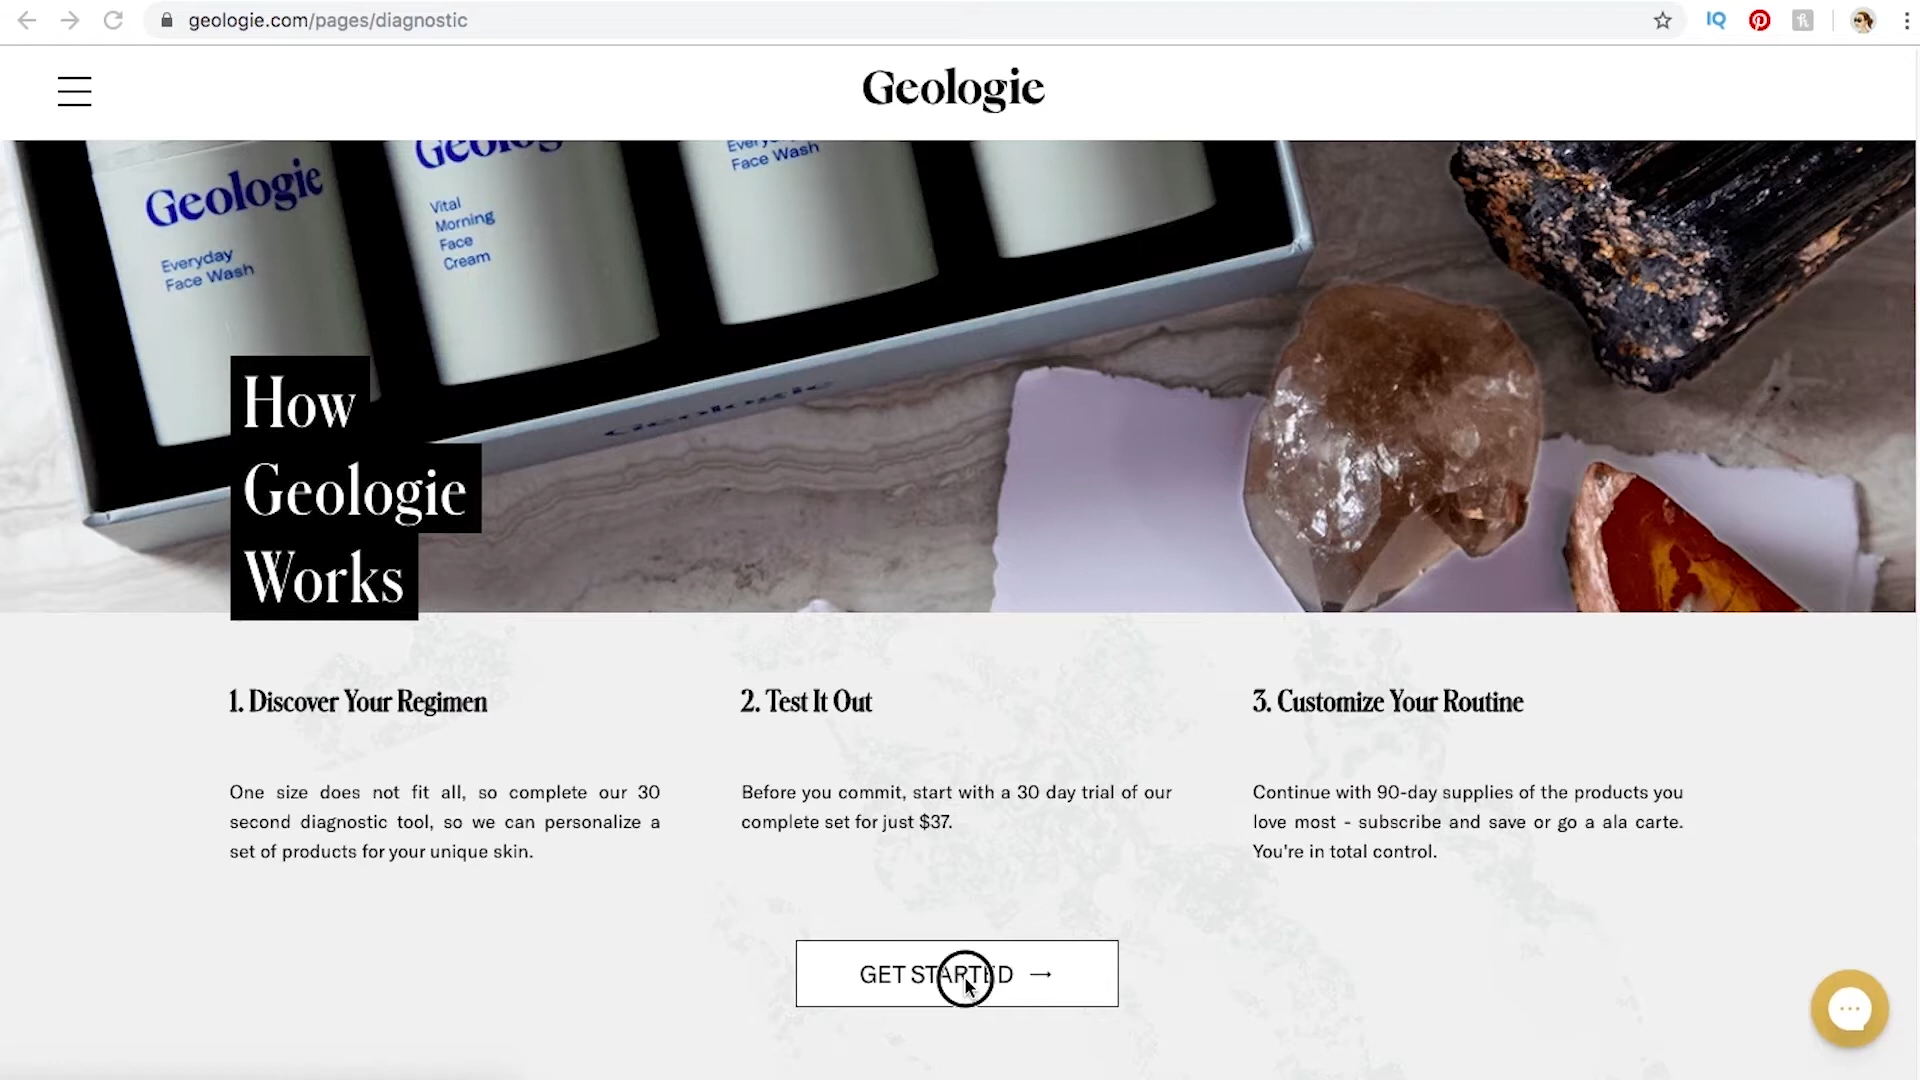 geologie.com/pages/diagnostic
IQ
Geologie
Geologie
Everyday
Face Wash
Geologie
Vital
Morning
Face
Cream
Everyday
Face Wash
Geologie
How
Geologie
Works
1. Discover Your Regimen
One size does not fit all, so complete our 30
second diagnostic tool, so we can personalize a
set of products for your unique skin.
2. Test It Out
Before you commit, start with a 30 day trial of our
complete set for just $37.
3. Customize Your Routine
Continue with 90-day supplies of the products you
love most - subscribe and save or go a ala carte.
You're in total control.
GET STARTED →